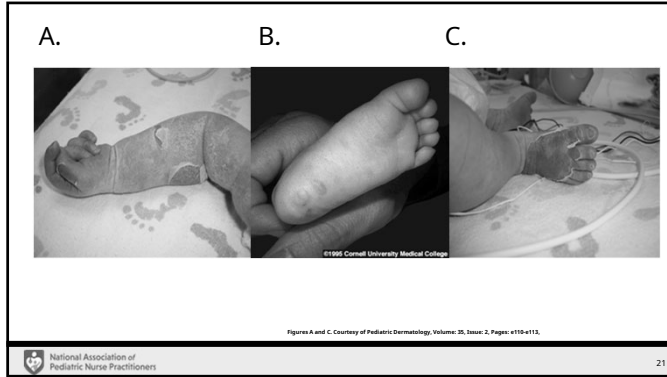 A.
B.
C.
©1995 Cornell University Medical College
Figures A and C. Courtesy of Pediatric Dermatology, Volume: 35, Issue: 2, Pages: e110-e113,
National Association of
Pediatric Nurse Practitioners
21